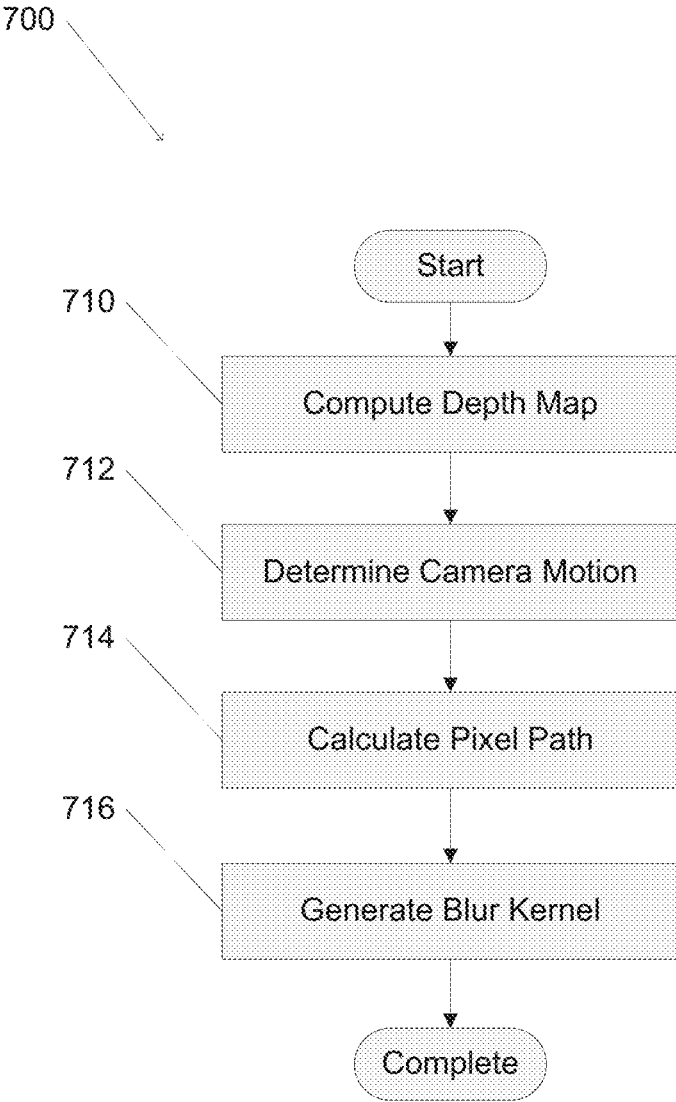 700
Start
710
Compute Depth Map
712
Determine Camera Motion
714
Calculate Pixel Path
716
Generate Blur Kernel
Complete